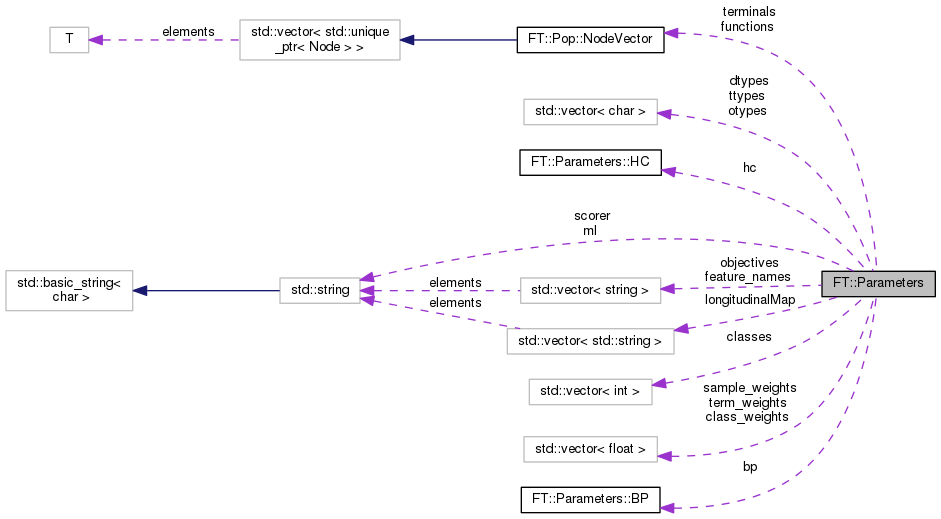 terminals
functions
T
elements
std::vector< std::unique
_ptr< Node > >
FT::Pop::NodeVector
dtypes
ttypes
otypes
std::vector< char >
FT::Parameters::HC
hc
scorer
ml
std::basic_string<
char >
std::string
elements
elements
std::vector< string >
objectives
feature_names
FT::Parameters
longitudinalMap
std::vector< std::string >
classes
std::vector< int >
sample_weights
term_weights
class_weights
std::vector< float >
bp
FT::Parameters::BP